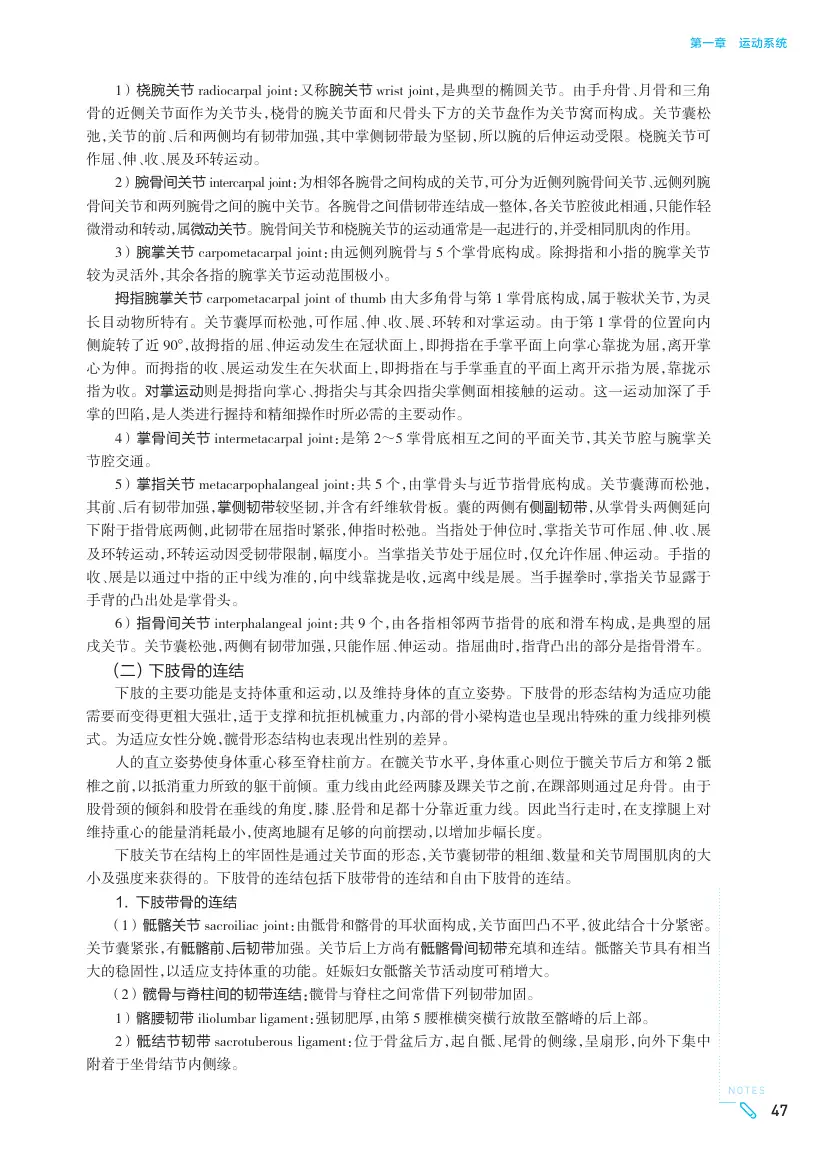 第一章 运动系统
1）桡腕关节 radiocarpal joint：又称腕关节 wrist joint，是典型的椭圆关节。由手舟骨、月骨和三角
骨的近侧关节面作为关节头，桡骨的腕关节面和尺骨头下方的关节盘作为关节窝而构成。关节囊松
弛，关节的前、后和两侧均有韧带加强，其中掌侧韧带最为坚韧，所以腕的后伸运动受限。桡腕关节可
作屈、伸、收、展及环转运动。
2）腕骨间关节 intercarpal joint：为相邻各腕骨之间构成的关节，可分为近侧列腕骨间关节、远侧列腕
骨间关节和两列腕骨之间的腕中关节。各腕骨之间借韧带连结成一整体，各关节腔彼此相通，只能作轻
微滑动和转动，属微动关节。腕骨间关节和桡腕关节的运动通常是一起进行的，并受相同肌肉的作用。
3）腕掌关节 carpometacarpal joint：由远侧列腕骨与 5 个掌骨底构成。除拇指和小指的腕掌关节
较为灵活外，其余各指的腕掌关节运动范围极小。
拇指腕掌关节 carpometacarpal joint of thumb 由大多角骨与第 1 掌骨底构成，属于鞍状关节，为灵
长目动物所特有。关节囊厚而松弛，可作屈、伸、收、展、环转和对掌运动。由于第 1 掌骨的位置向内
侧旋转了近 90°，故拇指的屈、伸运动发生在冠状面上，即拇指在手掌平面上向掌心靠拢为屈，离开掌
心为伸。而拇指的收、展运动发生在矢状面上，即拇指在与手掌垂直的平面上离开示指为展，靠拢示
指为收。对掌运动则是拇指向掌心、拇指尖与其余四指尖掌侧面相接触的运动。这一运动加深了手
掌的凹陷，是人类进行握持和精细操作时所必需的主要动作。
4）掌骨间关节 intermetacarpal joint：是第 2～5 掌骨底相互之间的平面关节，其关节腔与腕掌关
节腔交通。
5）掌指关节 metacarpophalangeal joint：共 5 个，由掌骨头与近节指骨底构成。关节囊薄而松弛，
其前、后有韧带加强，掌侧韧带较坚韧，并含有纤维软骨板。囊的两侧有侧副韧带，从掌骨头两侧延向
下附于指骨底两侧，此韧带在屈指时紧张，伸指时松弛。当指处于伸位时，掌指关节可作屈、伸、收、展
及环转运动，环转运动因受韧带限制，幅度小。当掌指关节处于屈位时，仅允许作屈、伸运动。手指的
收、展是以通过中指的正中线为准的，向中线靠拢是收，远离中线是展。当手握拳时，掌指关节显露于
手背的凸出处是掌骨头。
6）指骨间关节 interphalangeal joint：共 9 个，由各指相邻两节指骨的底和滑车构成，是典型的屈
戌关节。关节囊松弛，两侧有韧带加强，只能作屈、伸运动。指屈曲时，指背凸出的部分是指骨滑车。
（二）下肢骨的连结
下肢的主要功能是支持体重和运动，以及维持身体的直立姿势。下肢骨的形态结构为适应功能
需要而变得更粗大强壮，适于支撑和抗拒机械重力，内部的骨小梁构造也呈现出特殊的重力线排列模
式。为适应女性分娩，髋骨形态结构也表现出性别的差异。
人的直立姿势使身体重心移至脊柱前方。在髋关节水平，身体重心则位于髋关节后方和第 2 骶
椎之前，以抵消重力所致的躯干前倾。重力线由此经两膝及踝关节之前，在踝部则通过足舟骨。由于
股骨颈的倾斜和股骨在垂线的角度，膝、胫骨和足都十分靠近重力线。因此当行走时，在支撑腿上对
维持重心的能量消耗最小，使离地腿有足够的向前摆动，以增加步幅长度。
下肢关节在结构上的牢固性是通过关节面的形态，关节囊韧带的粗细、数量和关节周围肌肉的大
小及强度来获得的。下肢骨的连结包括下肢带骨的连结和自由下肢骨的连结。
1. 下肢带骨的连结
（1）骶髂关节 sacroiliac joint：由骶骨和髂骨的耳状面构成，关节面凹凸不平，彼此结合十分紧密。
关节囊紧张，有骶髂前、后韧带加强。关节后上方尚有骶髂骨间韧带充填和连结。骶髂关节具有相当
大的稳固性，以适应支持体重的功能。妊娠妇女骶髂关节活动度可稍增大。
（2）髋骨与脊柱间的韧带连结：髋骨与脊柱之间常借下列韧带加固。
1）髂腰韧带 iliolumbar ligament：强韧肥厚，由第 5 腰椎横突横行放散至髂嵴的后上部。
2）骶结节韧带 sacrotuberous ligament：位于骨盆后方，起自骶、尾骨的侧缘，呈扇形，向外下集中
附着于坐骨结节内侧缘。
NOTES
47